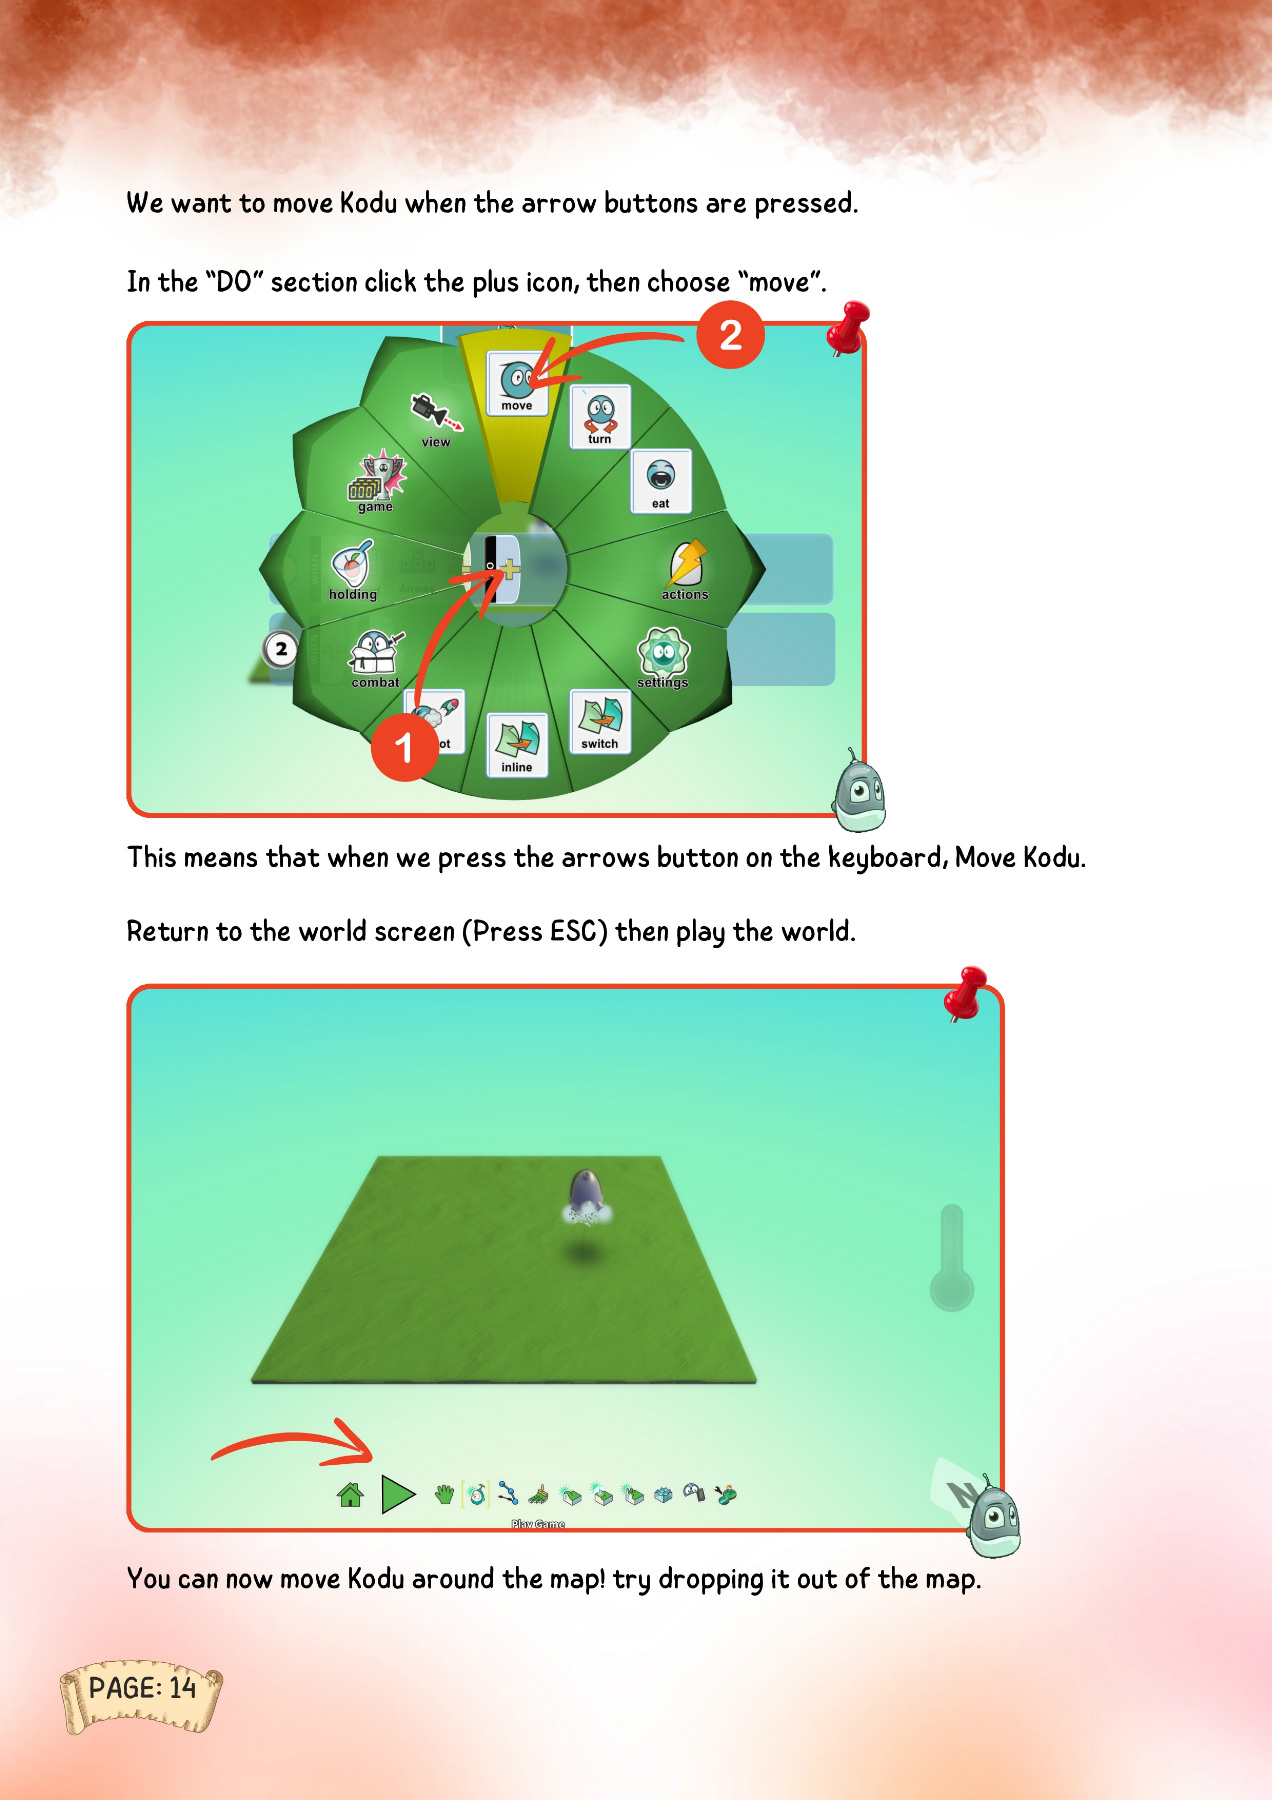 We want to move Kodu when the arrow buttons are pressed.
In the “DO” section click the plus icon, then choose “move”.
2
move
turn
view
eat
game
holding
actions
2
combat
settings
1
ot
switch
inline
This means that when we press the arrows button on the keyboard, Move Kodu.
Return to the world screen (Press ESC) then play the world.
N
Play Game
You can now move Kodu around the map! try dropping it out of the map.
PAGE: 14